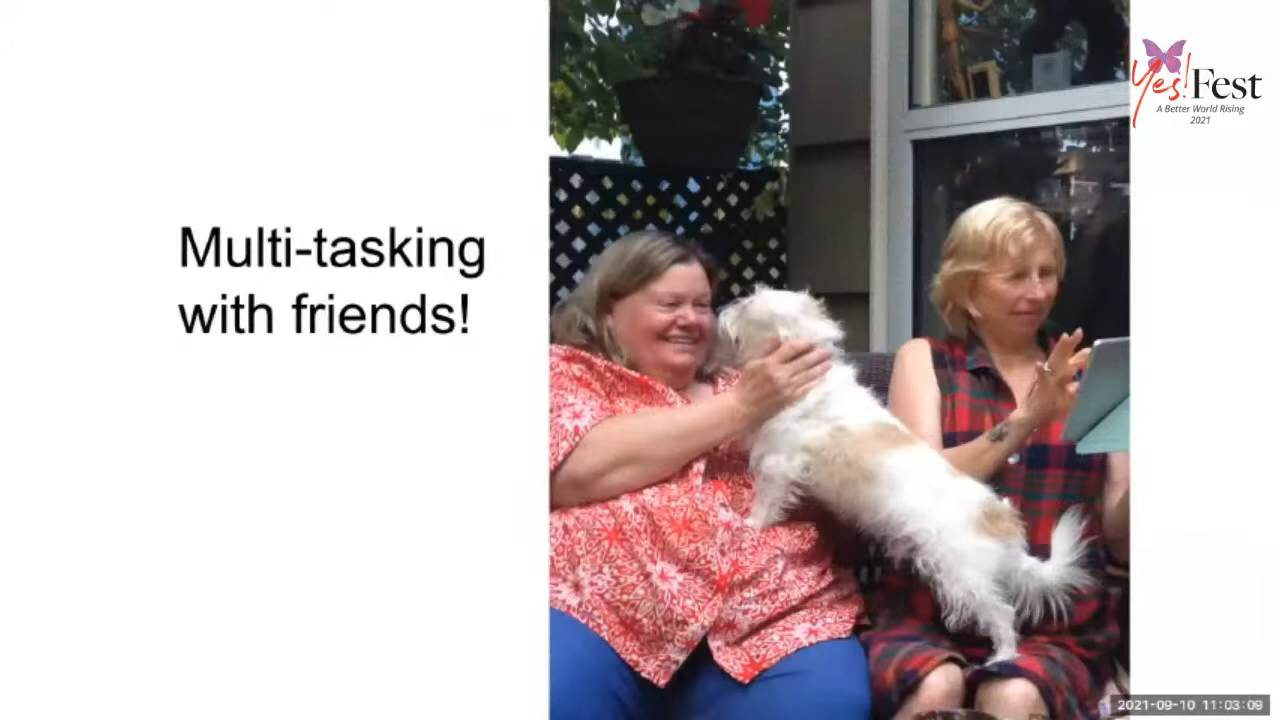 Multi-tasking
with friends!
Yes! Fest
A Better World Rising
2021
2021-09-10 11:03:09